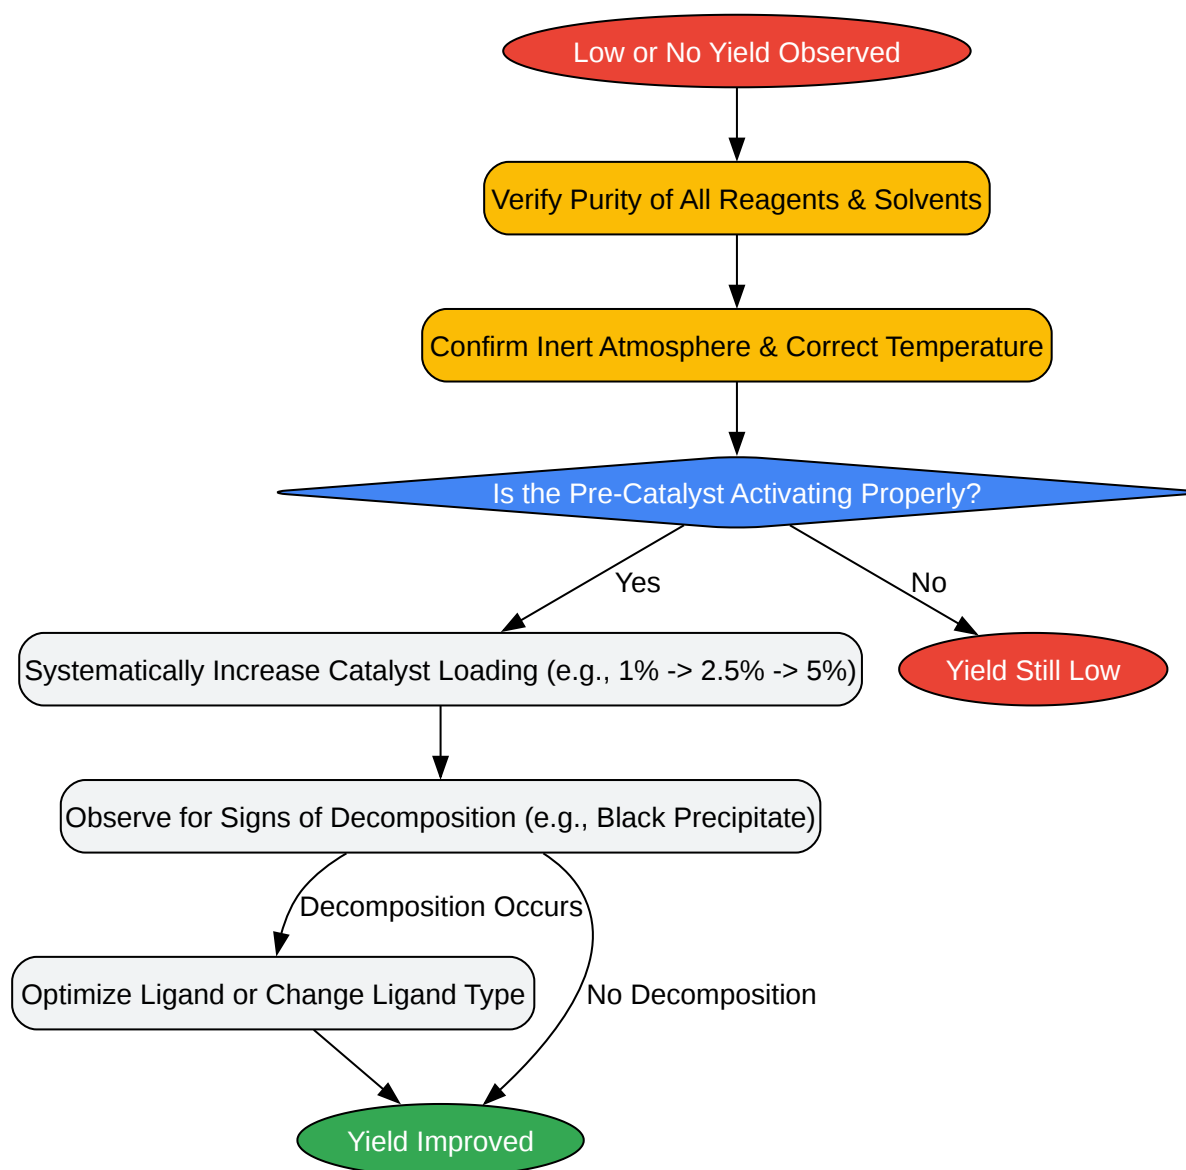 Low or No Yield Observed
Verify Purity of All Reagents & Solvents
Confirm Inert Atmosphere & Correct Temperature
Is the Pre-Catalyst Activating Properly?
Yes
No
Systematically Increase Catalyst Loading (e.g., 1% -> 2.5% -> 5%)
Yield Still Low
Observe for Signs of Decomposition (e.g., Black Precipitate)
Decomposition Occurs
Optimize Ligand or Change Ligand Type
No Decomposition
Yield Improved